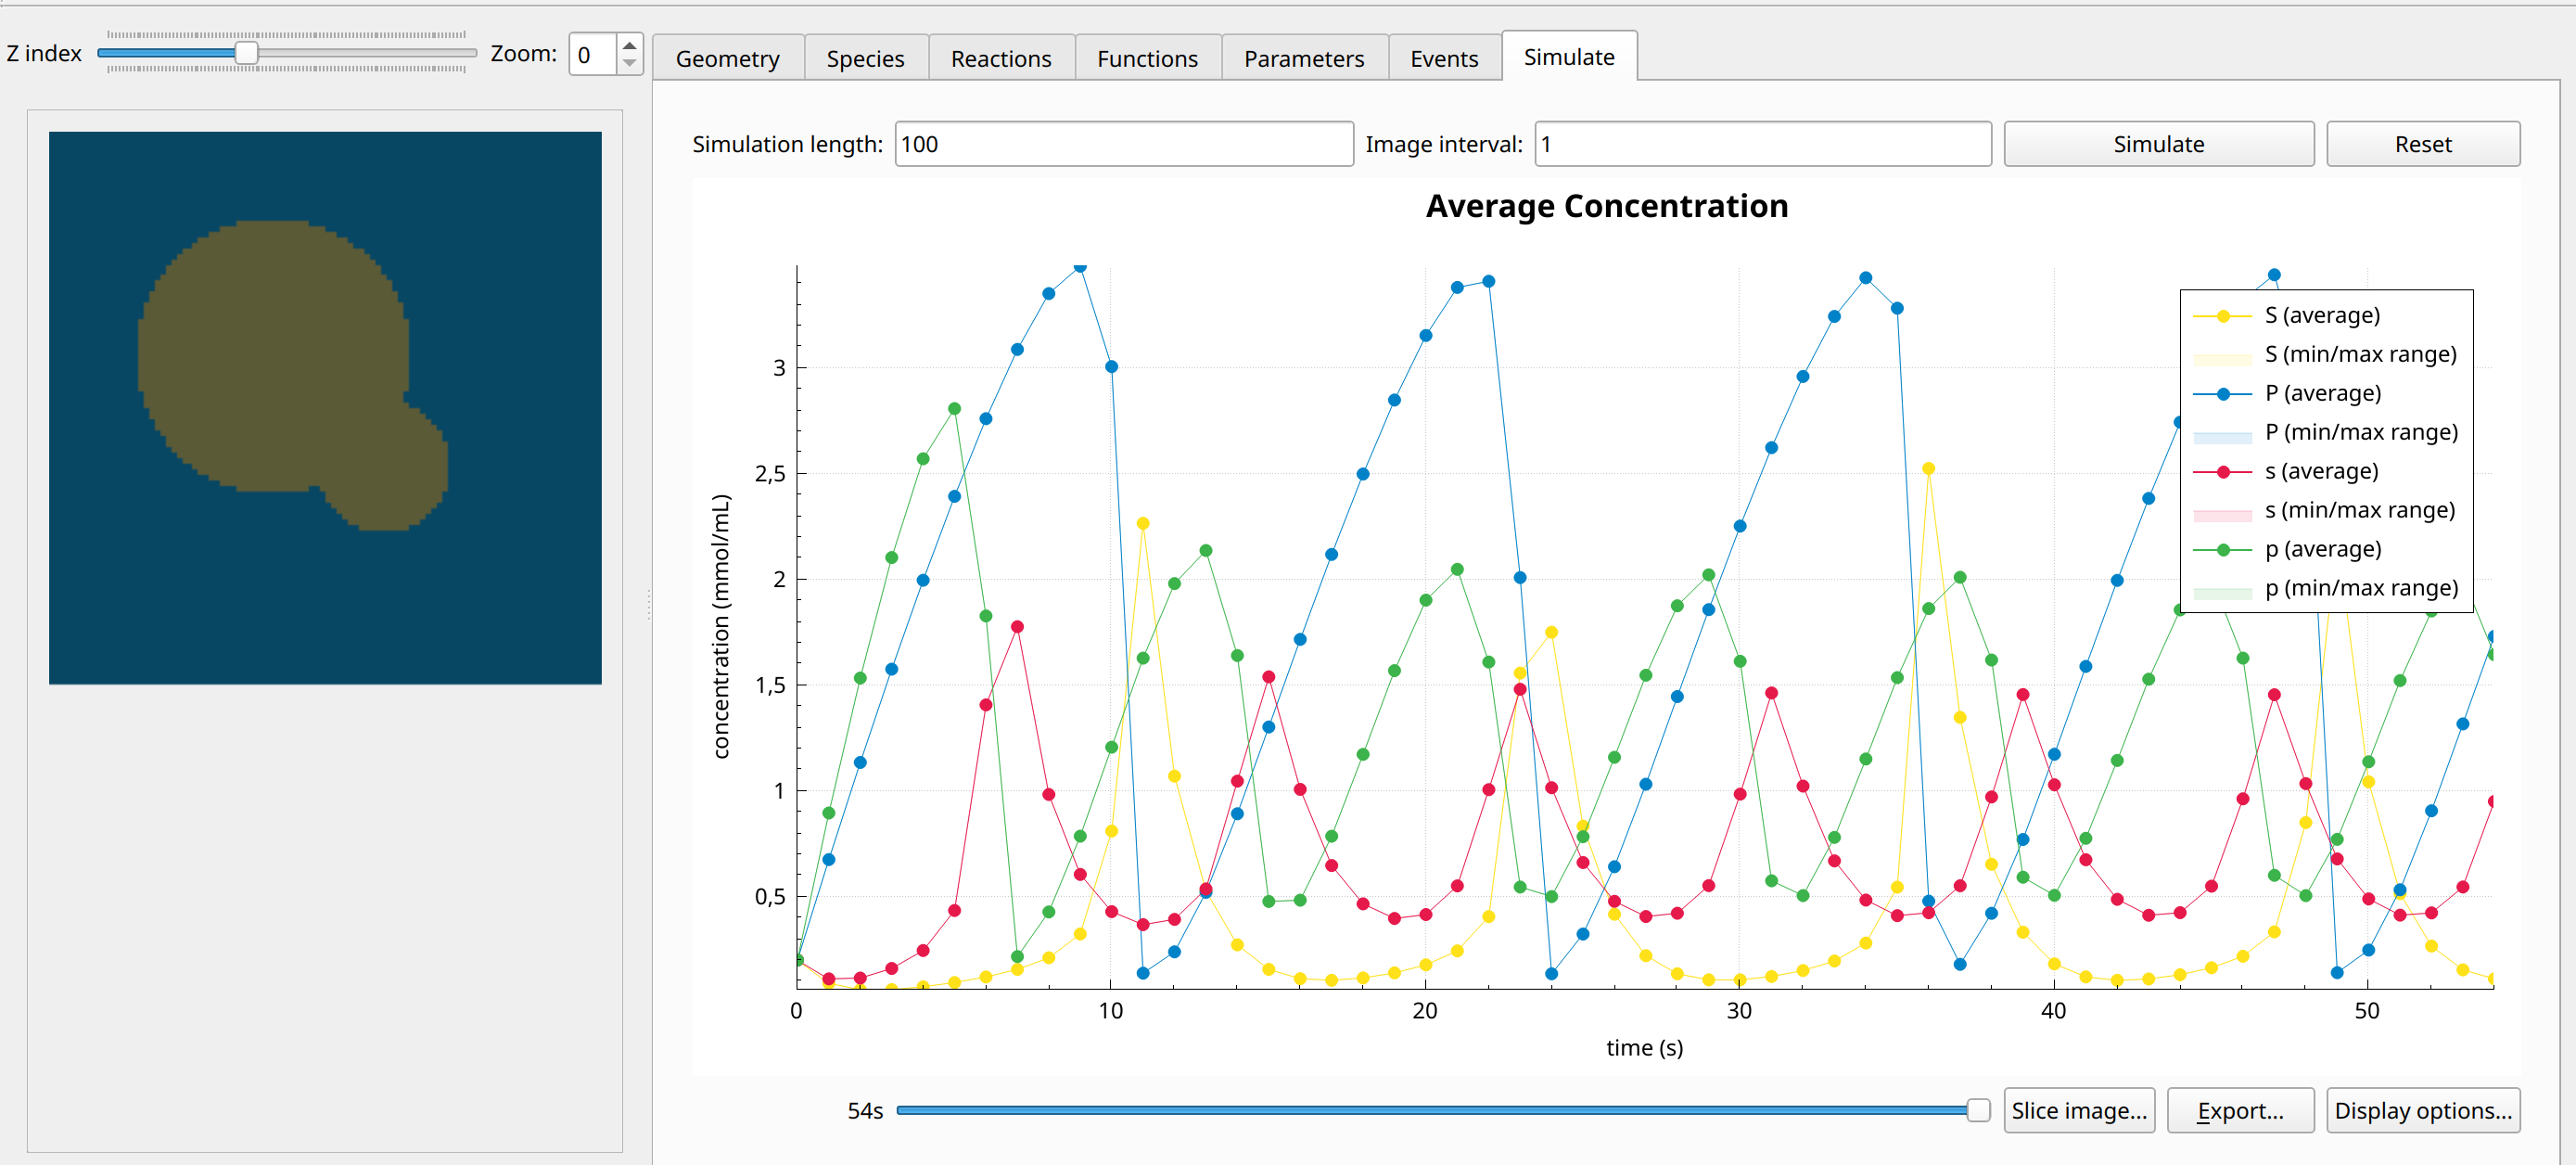 Z index
Zoom: 0
Geometry Species Reactions Functions Parameters Events Simulate
Simulation length: 100 Image interval: 1 Simulate Reset
Average Concentration
S (average)
S (min/max range)
P (average)
P (min/max range)
s (average)
s (min/max range)
p (average)
p (min/max range)
3
2,5
2
1,5
1
0,5
concentration (mmol/mL)
0 10 20 30 40 50
time (s)
54s Slice image... Export... Display options...